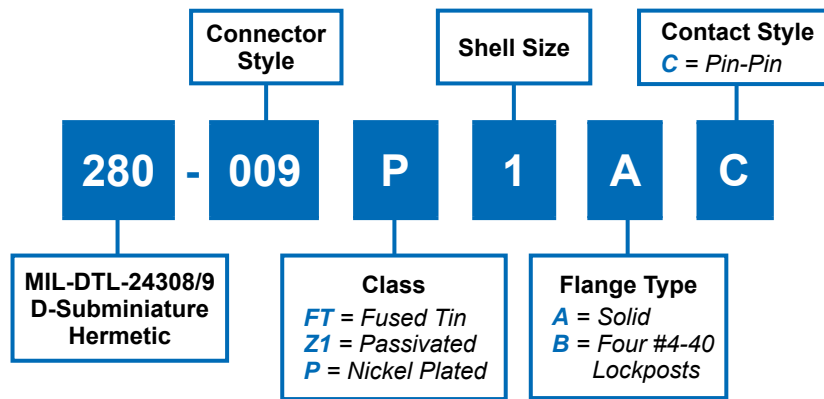 Connector
Style
Shell Size
Contact Style
C = Pin-Pin
280 - 009 P 1 A C
MIL-DTL-24308/9
D-Subminiature
Hermetic
Class
FT = Fused Tin
Z1 = Passivated
P = Nickel Plated
Flange Type
A = Solid
B = Four #4-40
Lockposts